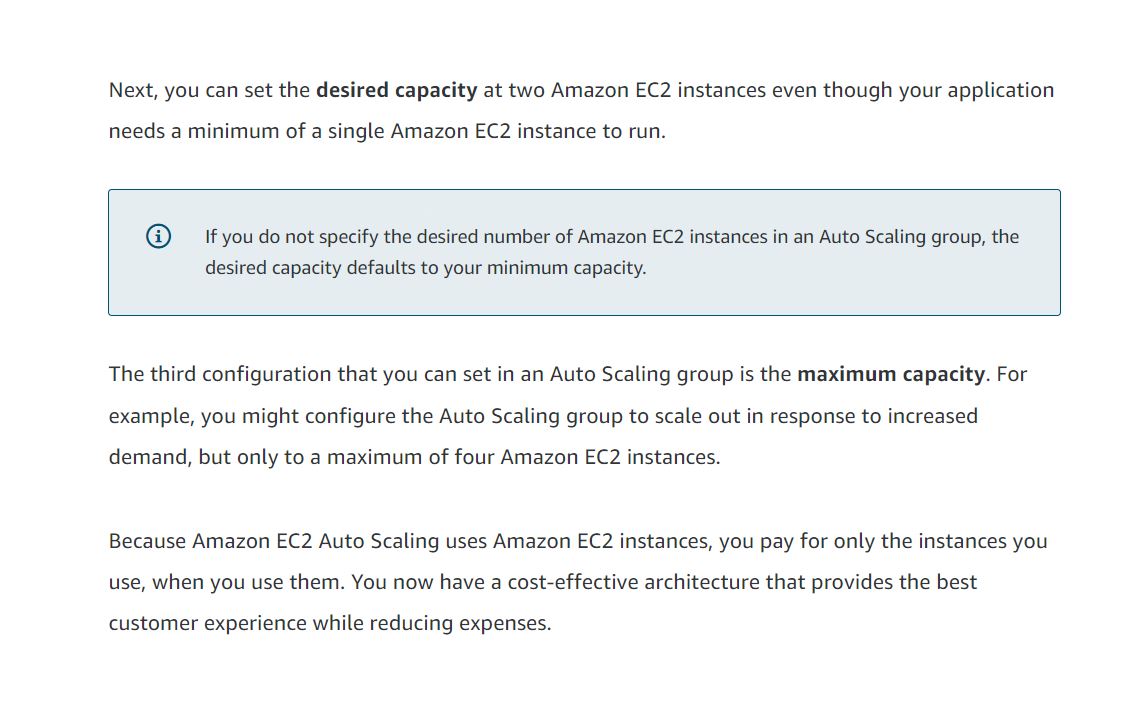 Next, you can set the desired capacity at two Amazon EC2 instances even though your application
needs a minimum of a single Amazon EC2 instance to run.
If you do not specify the desired number of Amazon EC2 instances in an Auto Scaling group, the
desired capacity defaults to your minimum capacity.
The third configuration that you can set in an Auto Scaling group is the maximum capacity. For
example, you might configure the Auto Scaling group to scale out in response to increased
demand, but only to a maximum of four Amazon EC2 instances.
Because Amazon EC2 Auto Scaling uses Amazon EC2 instances, you pay for only the instances you
use, when you use them. You now have a cost-effective architecture that provides the best
customer experience while reducing expenses.